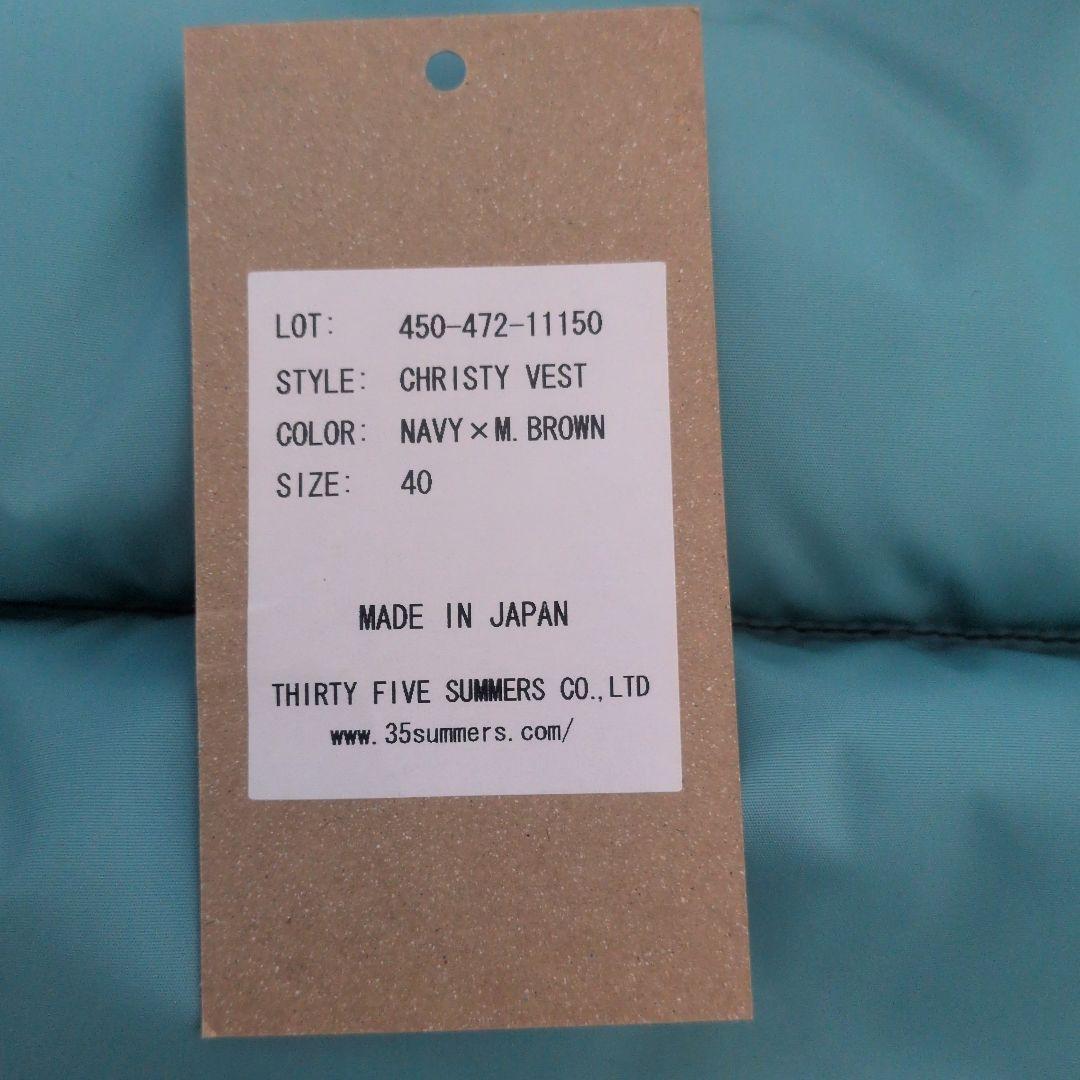 LOT: 450-472-11150
STYLE: CHRISTY VEST
COLOR: NAVY×M.BROWN
SIZE: 40
MADE IN JAPAN
THIRTY FIVE SUMMERS CO.,LTD
www.35summers.com/